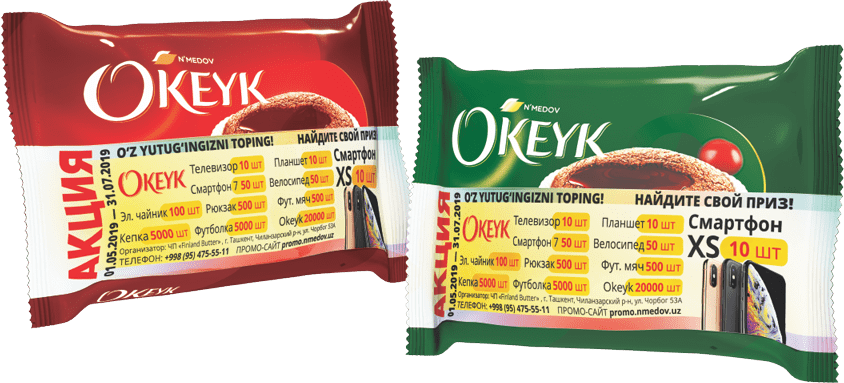 N'MEDOV
OKEYK
O'Z YUTUG'INGIZNI TOPING! НАЙДИТЕ СВОЙ ПРИЗ
OKEYK
Телевизор 10 шт Планшет 10 шт Смартфон
Смартфон 7 50 шт Велосипед 50 шт XS 10 шт
Эл. чайник 100 шт Рюкзак 500 шт Фут. мяч 500 шт
Кепка 5000 шт Футболка 5000 шт Okeyk 20000 шт
Организатор: ЧП «Finland Butter» , г. Ташкент, Чиланзарский р-н, ул. Чорбог 53А
ТЕЛЕФОН: +998 (95) 475-55-11 ПРОМО-САЙТ promo.nmedov.uz
АКЦИЯ
01.05.2019 — 31.07.2019
OKEYK
N'MEDOV
OKEYK
O'Z YUTUG'INGIZNI TOPING! НАЙДИТЕ СВОЙ ПРИЗ!
OKEYK
Телевизор 10 шт Планшет 10 шт Смартфон
Смартфон 7 50 шт Велосипед 50 шт XS 10 шт
Эл. чайник 100 шт Рюкзак 500 шт Фут. мяч 500 шт
Кепка 5000 шт Футболка 5000 шт Okeyk 20000 шт
Организатор: ЧП «Finland Butter» , г. Ташкент, Чиланзарский р-н, ул. Чорбог 53А
ТЕЛЕФОН: +998 (95) 475-55-11 ПРОМО-САЙТ promo.nmedov.uz
АКЦИЯ
01.05.2019 — 31.07.2019